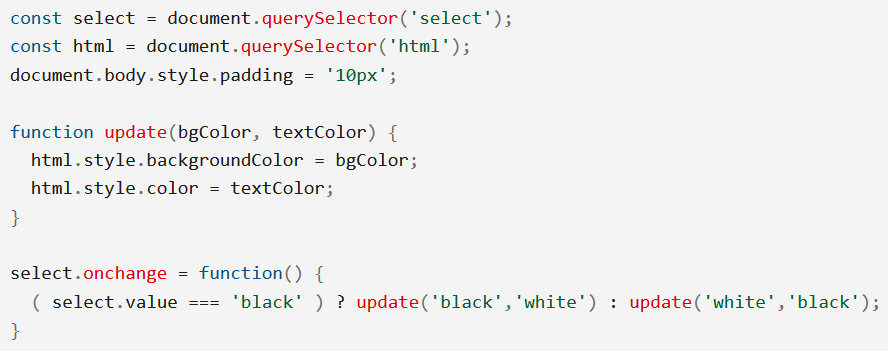 const select = document.querySelector('select');
const html = document.querySelector('html');
document.body.style.padding = '10px';

function update(bgColor, textColor) {
  html.style.backgroundColor = bgColor;
  html.style.color = textColor;
}

select.onchange = function() {
  ( select.value === 'black' ) ? update('black','white') : update('white','black');
}